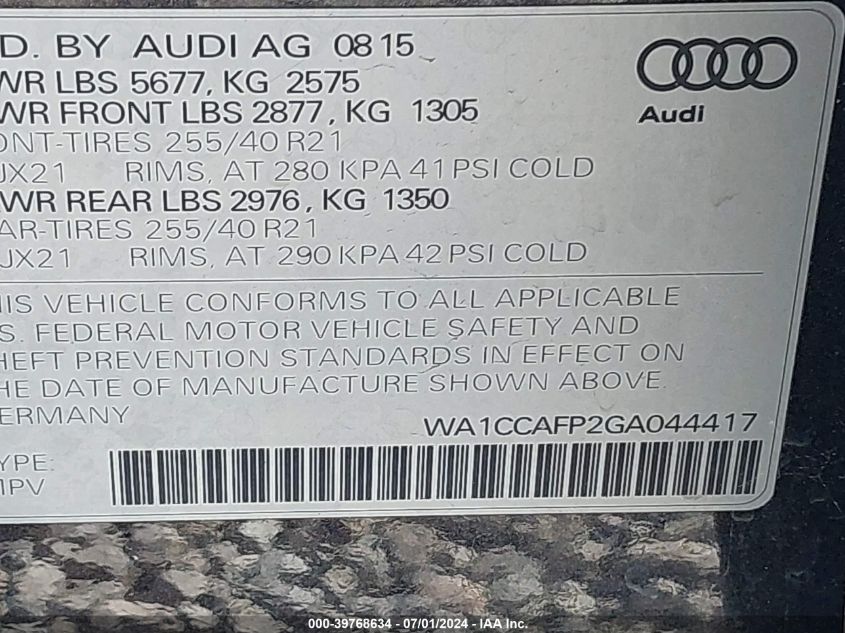 D. BY AUDI AG 0815
WR LBS 5677, KG 2575
WR FRONT LBS 2877, KG 1305
ONT-TIRES 255/40 R21
JX21 RIMS, AT 280 KPA 41 PSI COLD
WR REAR LBS 2976, KG 1350
AR-TIRES 255/40 R21
JX21 RIMS, AT 290 KPA 42 PSI COLD
Audi
HIS VEHICLE CONFORMS TO ALL APPLICABLE
S. FEDERAL MOTOR VEHICLE SAFETY AND
HEFT PREVENTION STANDARDS IN EFFECT ON
HE DATE OF MANUFACTURE SHOWN ABOVE.
ERMANY
WA1CCAFP2GA044417
YPE:
MPV
000-39768634 - 07/01/2024 - IAA Inc.